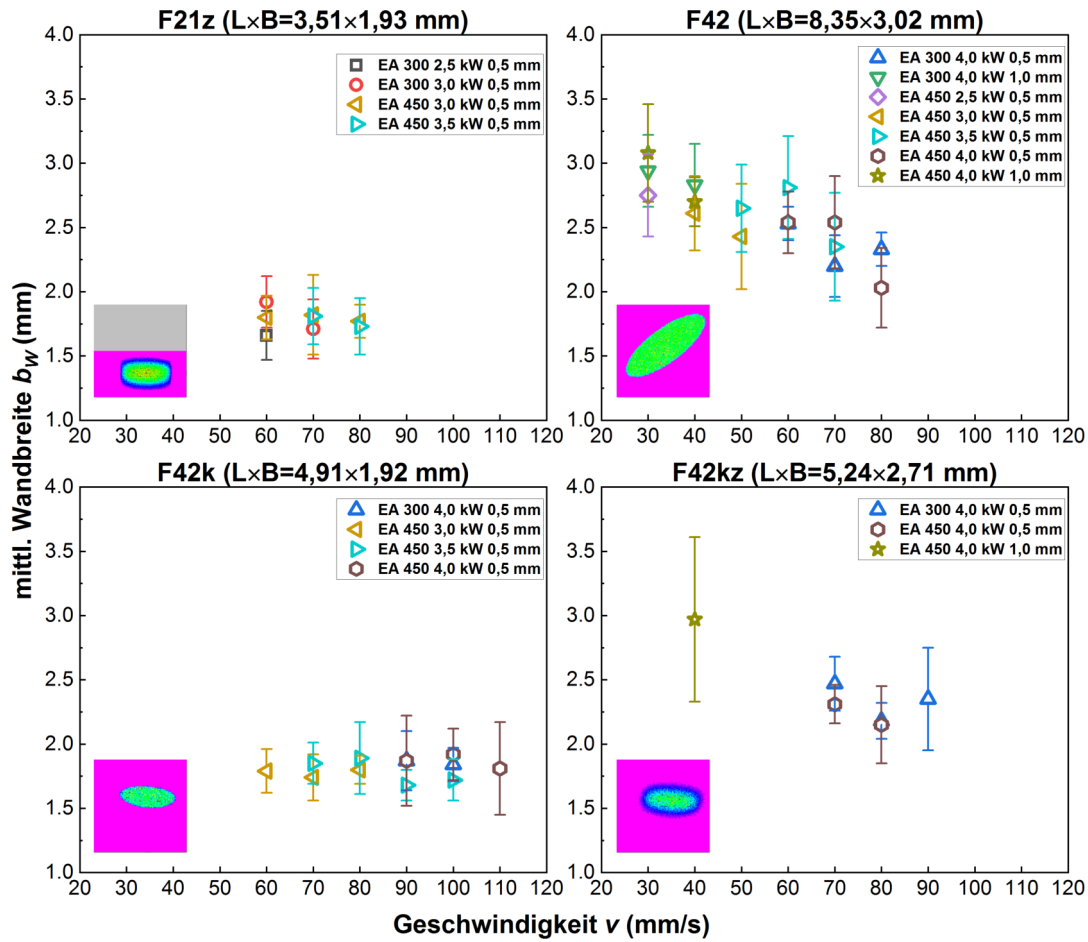 F21z (L×B=3,51×1,93 mm)
EA 300 2,5 kW 0,5 mm
EA 300 3,0 kW 0,5 mm
EA 450 3,0 kW 0,5 mm
EA 450 3,5 kW 0,5 mm
4.0
3.5
3.0
2.5
2.0
1.5
1.0
20 30 40 50 60 70 80 90 100 110 120
F42 (L×B=8,35×3,02 mm)
EA 300 4,0 kW 0,5 mm
EA 300 4,0 kW 1,0 mm
EA 450 2,5 kW 0,5 mm
EA 450 3,0 kW 0,5 mm
EA 450 3,5 kW 0,5 mm
EA 450 4,0 kW 0,5 mm
EA 450 4,0 kW 1,0 mm
4.0
3.5
3.0
2.5
2.0
1.5
1.0
20 30 40 50 60 70 80 90 100 110 120
mittl. Wandbreite bW (mm)
F42k (L×B=4,91×1,92 mm)
EA 300 4,0 kW 0,5 mm
EA 450 3,0 kW 0,5 mm
EA 450 3,5 kW 0,5 mm
EA 450 4,0 kW 0,5 mm
4.0
3.5
3.0
2.5
2.0
1.5
1.0
20 30 40 50 60 70 80 90 100 110 120
F42kz (L×B=5,24×2,71 mm)
EA 300 4,0 kW 0,5 mm
EA 450 4,0 kW 0,5 mm
EA 450 4,0 kW 1,0 mm
4.0
3.5
3.0
2.5
2.0
1.5
1.0
20 30 40 50 60 70 80 90 100 110 120
Geschwindigkeit v (mm/s)